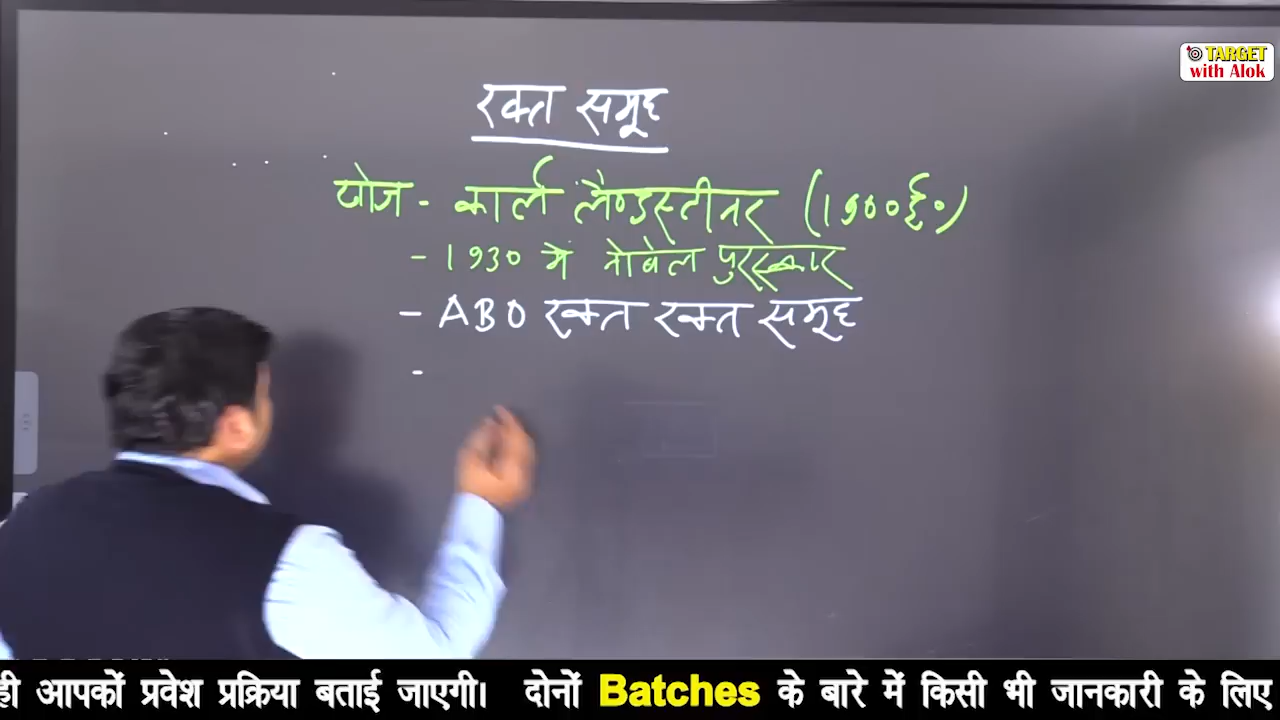 TARGET
with Alok
रक्त समूह
खोज - कार्ल लैण्डस्टीनर (1900ई०)
- 1930 में नोबेल पुरस्कार
- ABO रक्त रक्त समूह
-
ही आपकों प्रवेश प्रक्रिया बताई जाएगी। दोनों Batches के बारे में किसी भी जानकारी के लिए